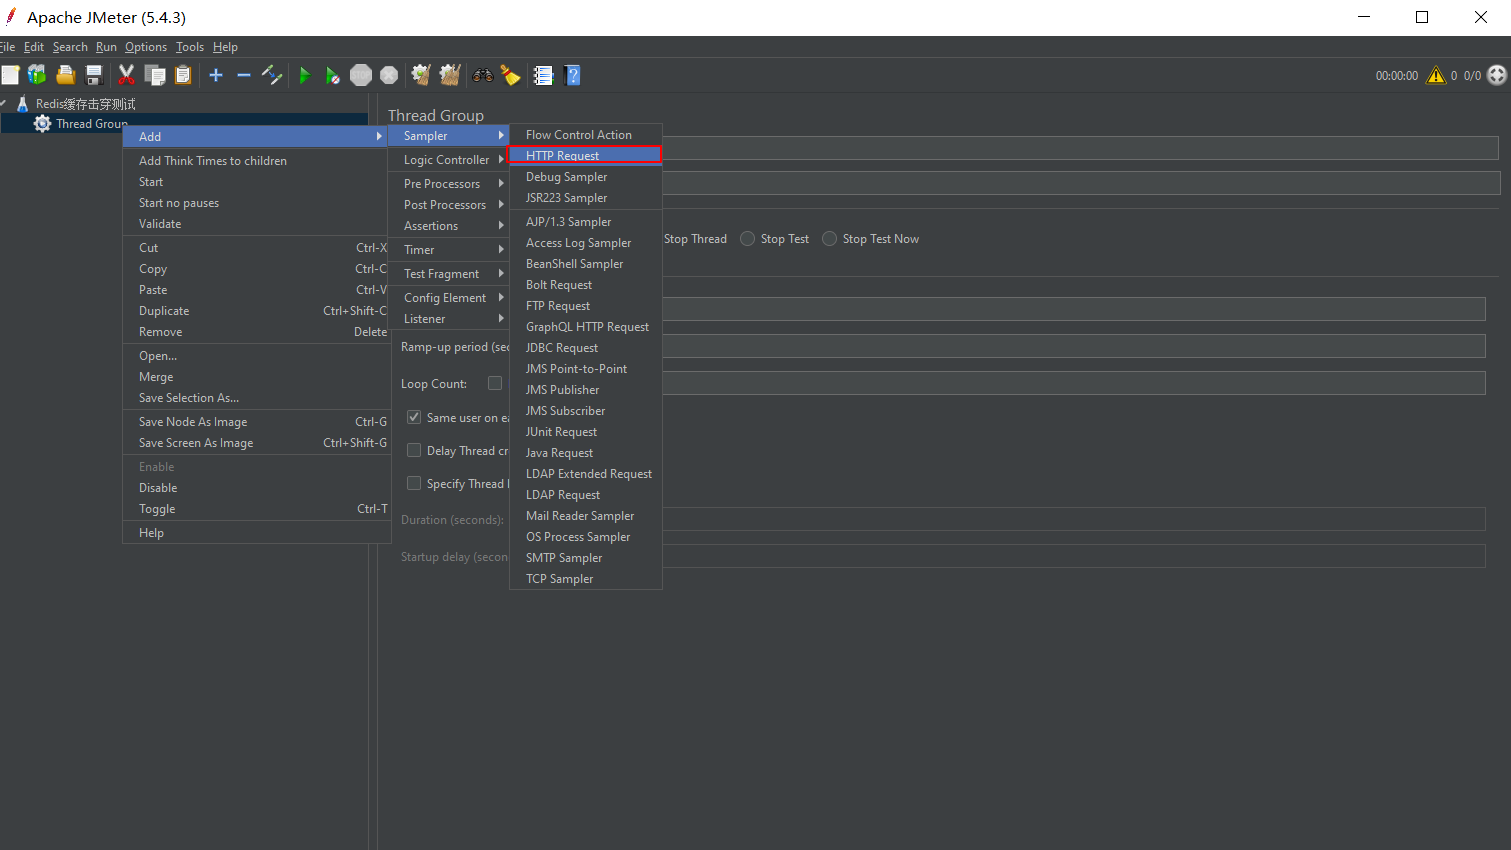 Apache JMeter (5.4.3)
File Edit Search Run Options Tools Help
00:00:00 0 0/0
Redis缓存击穿测试
Thread Group
Add
Add Think Times to children
Start
Start no pauses
Validate
Cut Ctrl-X
Copy Ctrl-C
Paste Ctrl-V
Duplicate Ctrl+Shift-C
Remove Delete
Open...
Merge
Save Selection As...
Save Node As Image Ctrl-G
Save Screen As Image Ctrl+Shift-G
Enable
Disable
Toggle Ctrl-T
Help
Thread Group
Sampler
Logic Controller
Pre Processors
Post Processors
Assertions
Timer
Test Fragment
Config Element
Listener
Flow Control Action
HTTP Request
Debug Sampler
JSR223 Sampler
AJP/1.3 Sampler
Access Log Sampler
BeanShell Sampler
Bolt Request
FTP Request
GraphQL HTTP Request
JDBC Request
JMS Point-to-Point
JMS Publisher
JMS Subscriber
JUnit Request
Java Request
LDAP Extended Request
LDAP Request
Mail Reader Sampler
OS Process Sampler
SMTP Sampler
TCP Sampler
Stop Thread Stop Test Stop Test Now
Ramp-up period (sec
Loop Count:
Same user on ea
Delay Thread cr
Specify Thread
Duration (seconds):
Startup delay (secon